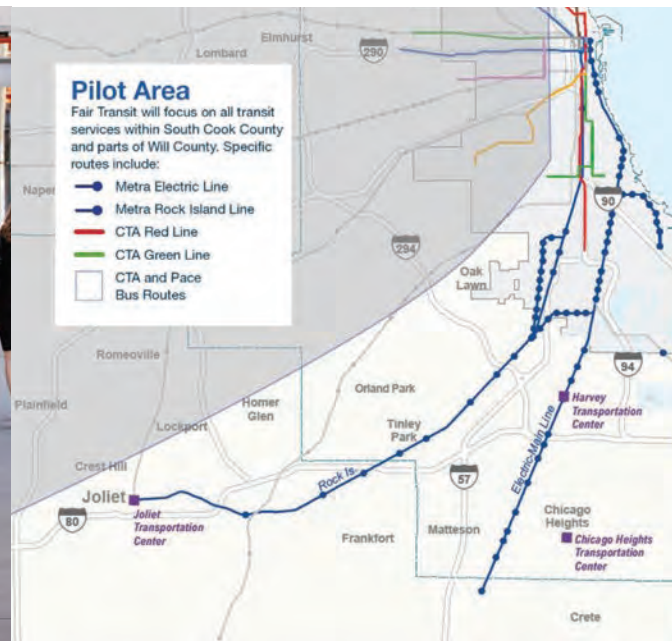 Elmhurst
Lombard
290
Pilot Area
Fair Transit will focus on all transit
services within South Cook County
and parts of Will County. Specific
routes include:
Metra Electric Line
Metra Rock Island Line
CTA Red Line
CTA Green Line
CTA and Pace
Bus Routes
Naper
90
294
Oak
Lawn
Romeoville
94
Orland Park
Harvey
Transportation
Center
Plainfield
Homer
Glen
Lockport
Tinley
Park
Electric-Main Line
Rock Is.
Crest Hill
57
Joliet
Joliet
Transportation
Center
80
Chicago
Heights
Matteson
Frankfort
Chicago Heights
Transportation
Center
Crete